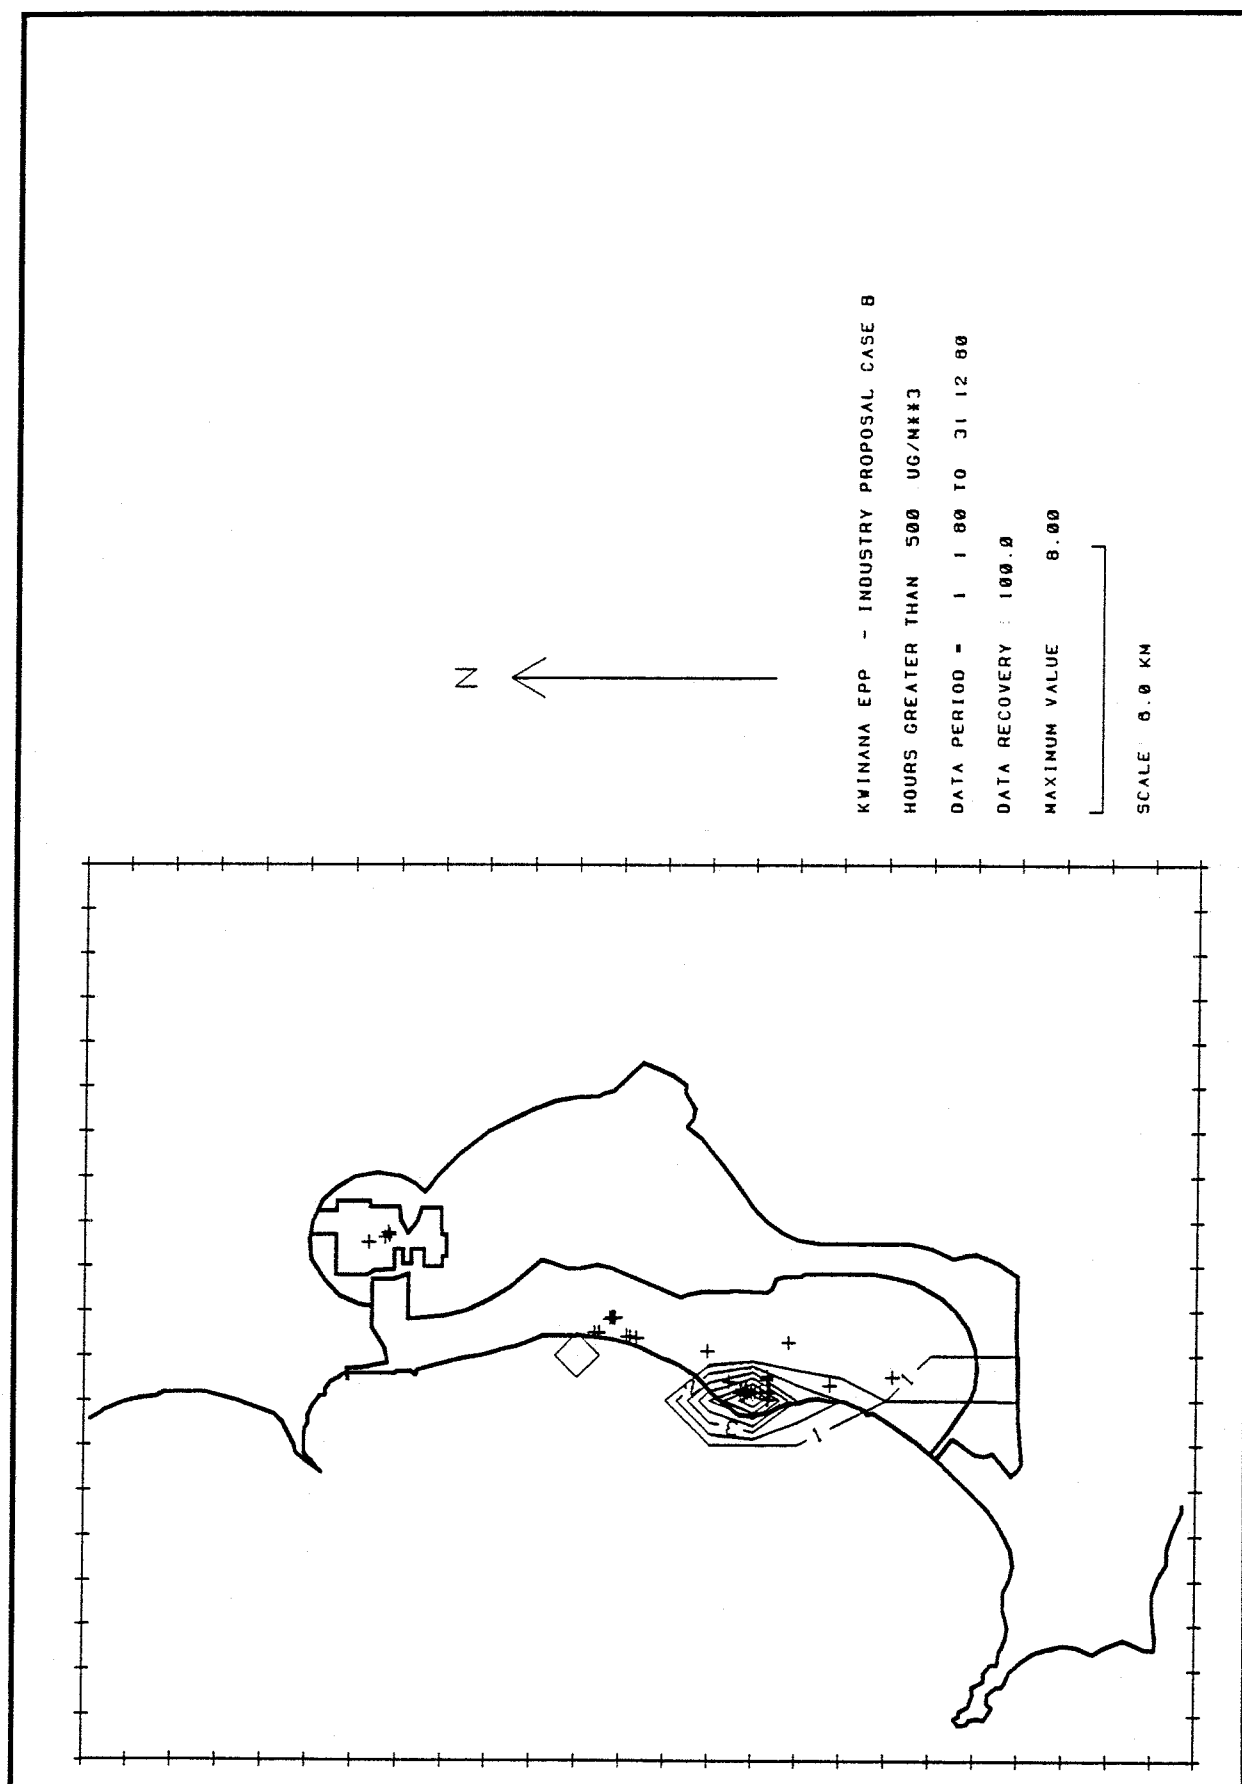 N
KWINANA EPP - INDUSTRY PROPOSAL CASE B
HOURS GREATER THAN 500 UG/M**3
DATA PERIOD = 1 1 80 TO 31 12 80
DATA RECOVERY : 100.0
MAXIMUM VALUE 8.00
SCALE 6.0 KM
1
1